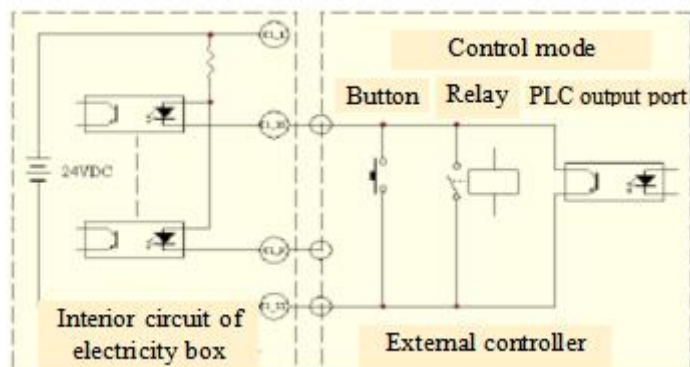 Control mode
Button
Relay
PLC output port
24VDC
Interior circuit of
electricity box
External controller